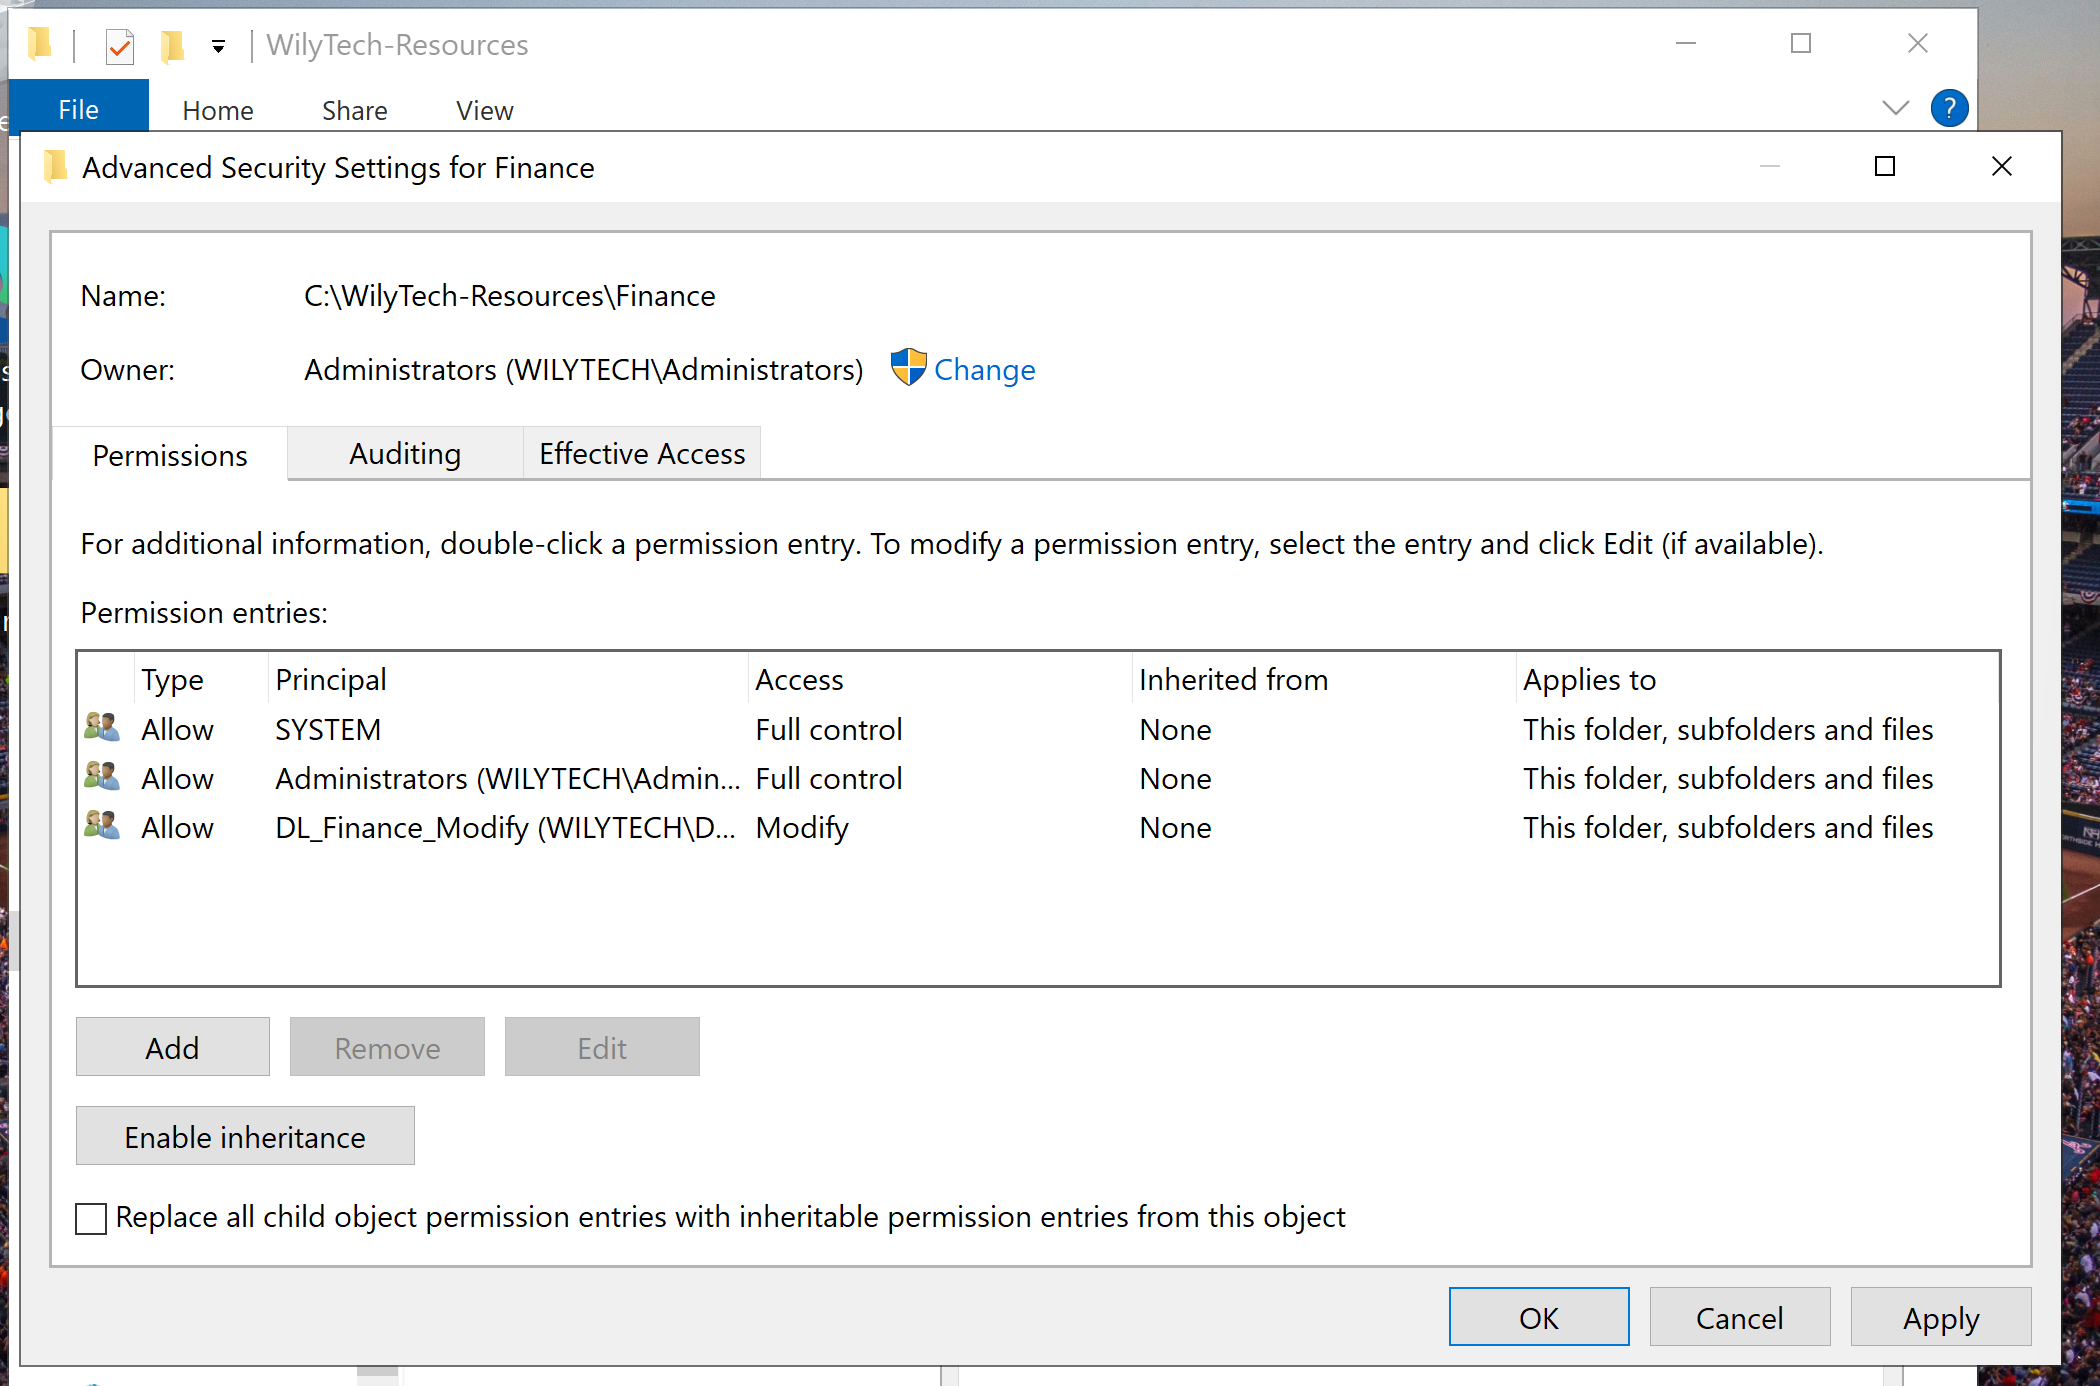 WilyTech-Resources
File Home Share View
?
Advanced Security Settings for Finance
Name: C:\WilyTech-Resources\Finance
Owner: Administrators (WILYTECH\Administrators) Change
Permissions Auditing Effective Access
For additional information, double-click a permission entry. To modify a permission entry, select the entry and click Edit (if available).
Permission entries:
Type Principal Access Inherited from Applies to
Allow SYSTEM Full control None This folder, subfolders and files
Allow Administrators (WILYTECH\Admin... Full control None This folder, subfolders and files
Allow DL_Finance_Modify (WILYTECH\D... Modify None This folder, subfolders and files
Add Remove Edit
Enable inheritance
Replace all child object permission entries with inheritable permission entries from this object
OK Cancel Apply